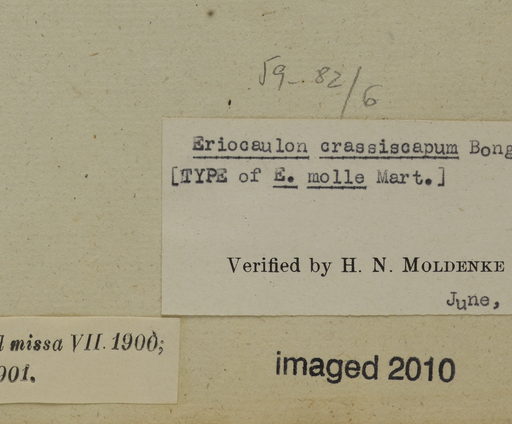 59-82/6
Eriocaulon crassiscapum Bong
[TYPE of E. molle Mart.]
Verified by H. N. MOLDENKE
June,
missa VII. 1900;
901.
imaged 2010